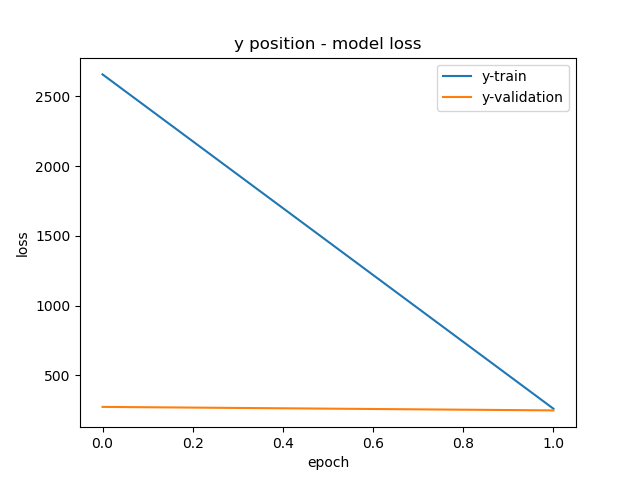 y position - model loss
y-train
y-validation
2500
2000
1500
1000
500
loss
0.0 0.2 0.4 0.6 0.8 1.0
epoch